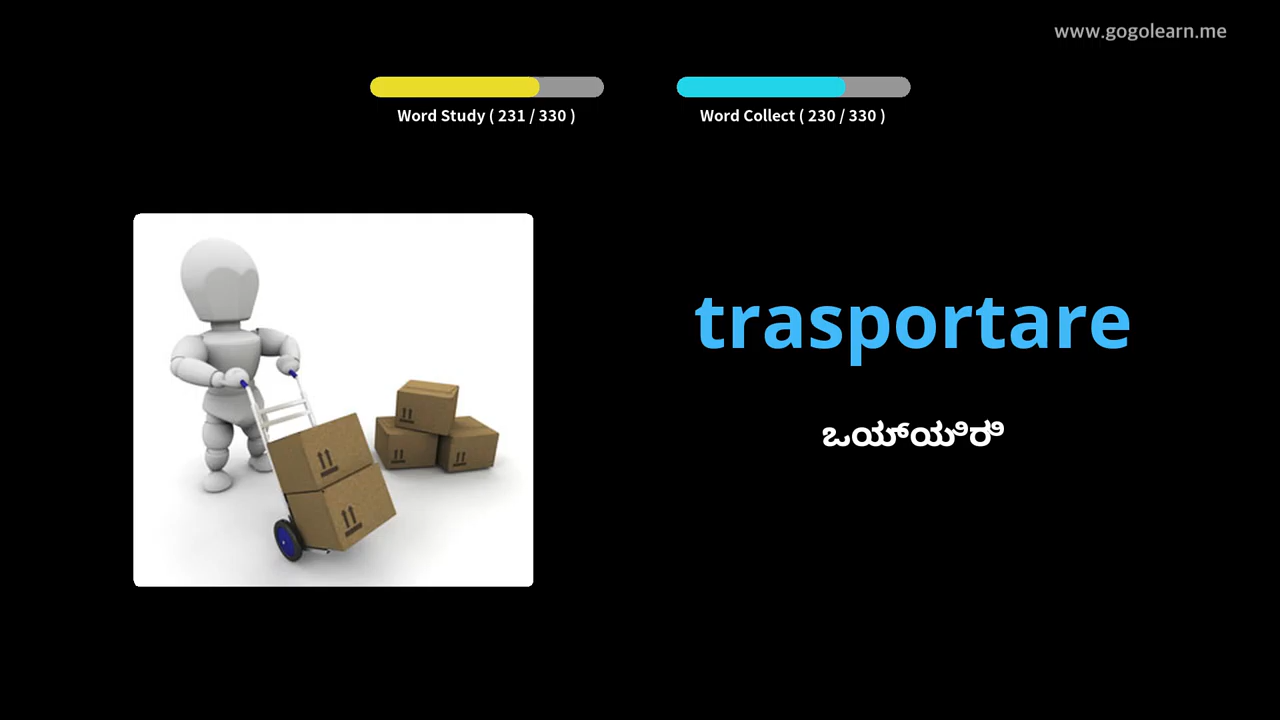 www.gogolearn.me
Word Study ( 231 / 330 )
Word Collect ( 230 / 330 )
trasportare
ಒಯ್ಯಿರಿ